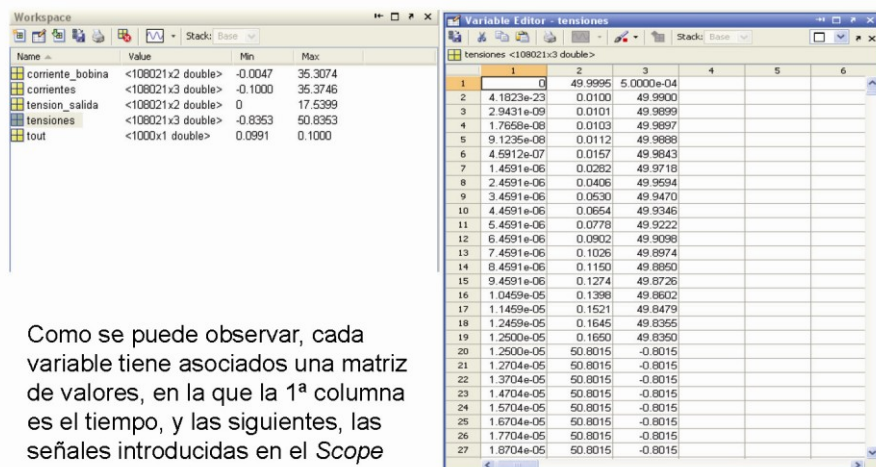 Workspace
Stack: Base
Name Value Min Max
corriente_bobina <108021x2 double> -0.0047 35.3074
corrientes <108021x3 double> -0.1000 35.3746
tension_salida <108021x2 double> 0 17.5399
tensiones <108021x3 double> -0.8353 50.8353
tout <1000x1 double> 0.0991 0.1000
Como se puede observar, cada
variable tiene asociados una matriz
de valores, en la que la 1ª columna
es el tiempo, y las siguientes, las
señales introducidas en el Scope
Variable Editor - tensiones
Stack: Base
tensiones <108021x3 double>
1 2 3 4 5 6
1 0 49.9995 5.0000e-04
2 4.1823e-23 0.0100 49.9900
3 2.9431e-09 0.0101 49.9899
4 1.7658e-08 0.0103 49.9897
5 9.1235e-08 0.0112 49.9888
6 4.5912e-07 0.0157 49.9843
7 1.4591e-06 0.0282 49.9718
8 2.4591e-06 0.0406 49.9594
9 3.4591e-06 0.0530 49.9470
10 4.4591e-06 0.0654 49.9346
11 5.4591e-06 0.0778 49.9222
12 6.4591e-06 0.0902 49.9098
13 7.4591e-06 0.1026 49.8974
14 8.4591e-06 0.1150 49.8850
15 9.4591e-06 0.1274 49.8726
16 1.0459e-05 0.1398 49.8602
17 1.1459e-05 0.1521 49.8479
18 1.2459e-05 0.1645 49.8355
19 1.2500e-05 0.1650 49.8350
20 1.2500e-05 50.8015 -0.8015
21 1.2704e-05 50.8015 -0.8015
22 1.3704e-05 50.8015 -0.8015
23 1.4704e-05 50.8015 -0.8015
24 1.5704e-05 50.8015 -0.8015
25 1.6704e-05 50.8015 -0.8015
26 1.7704e-05 50.8015 -0.8015
27 1.8704e-05 50.8015 -0.8015